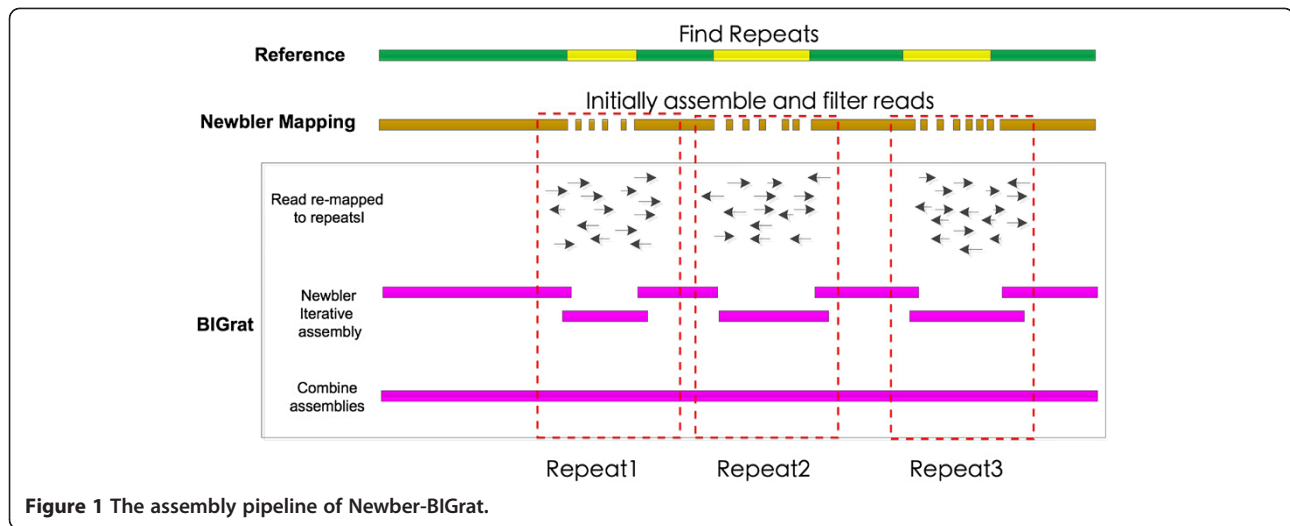 Find Repeats
Reference
Initially assemble and filter reads
Newbler Mapping
Read re-mapped
to repeatsl
Newbler
Iterative
assembly
BIGrat
Combine
assemblies
Repeat1
Repeat2
Repeat3
Figure 1 The assembly pipeline of Newber-BIGrat.